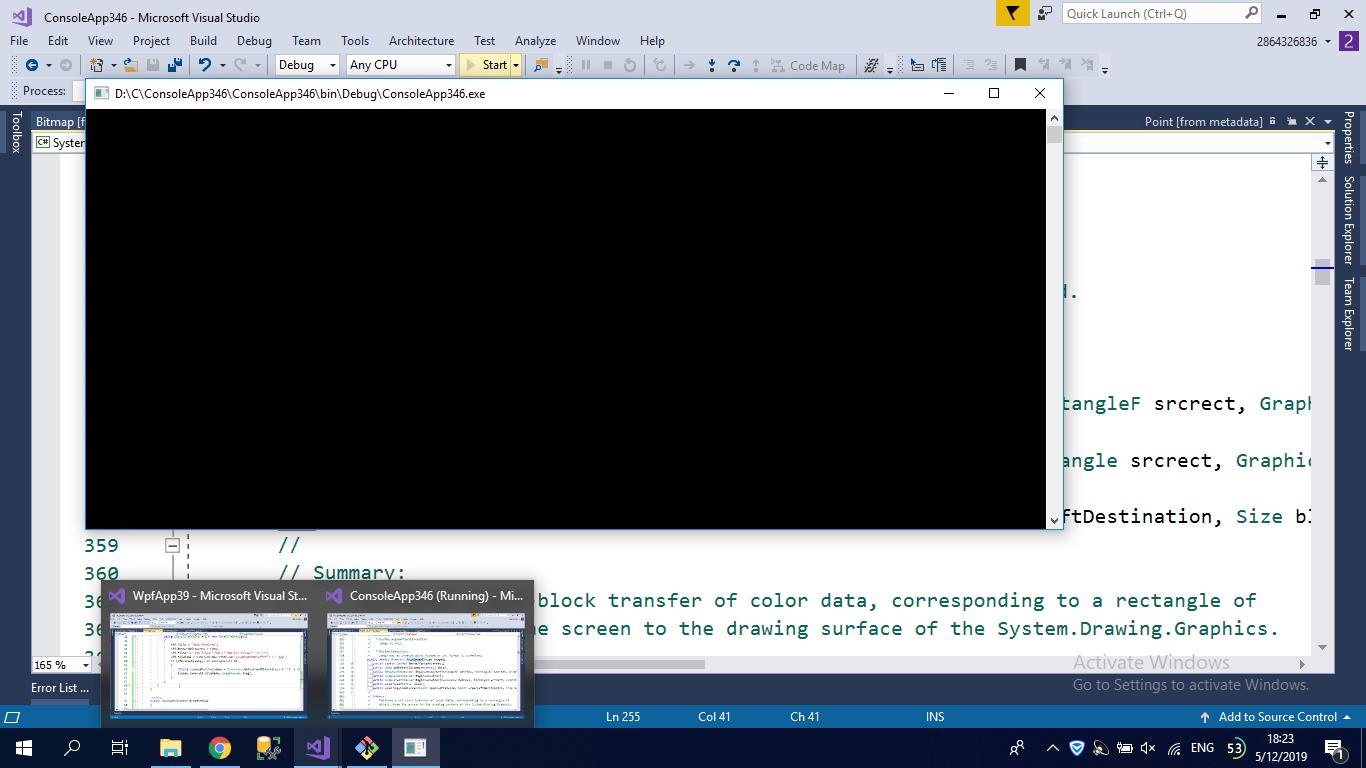 ConsoleApp346 - Microsoft Visual Studio
Quick Launch (Ctrl+Q)
File Edit View Project Build Debug Team Tools Architecture Test Analyze Window Help
2864326836
2
Debug
Any CPU
Start
Code Map
Process:
D:\C\ConsoleApp346\ConsoleApp346\bin\Debug\ConsoleApp346.exe
Toolbox
Bitmap [f
Point [from metadata]
C# System
Properties
Solution Explorer
Team Explorer
d.
tangleF srcrect, Graph
angle srcrect, Graphic
ftDestination, Size bl
359 //
360 // Summary:
-block transfer of color data, corresponding to a rectangle of
e screen to the drawing surface of the System.Drawing.Graphics.
WpfApp39 - Microsoft Visual St...
ConsoleApp346 (Running) - Mi...
165 %
Activate Windows
Go to Settings to activate Windows.
Error List ...
Ln 255 Col 41 Ch 41 INS
Add to Source Control
ENG
53
18:23
5/12/2019
1